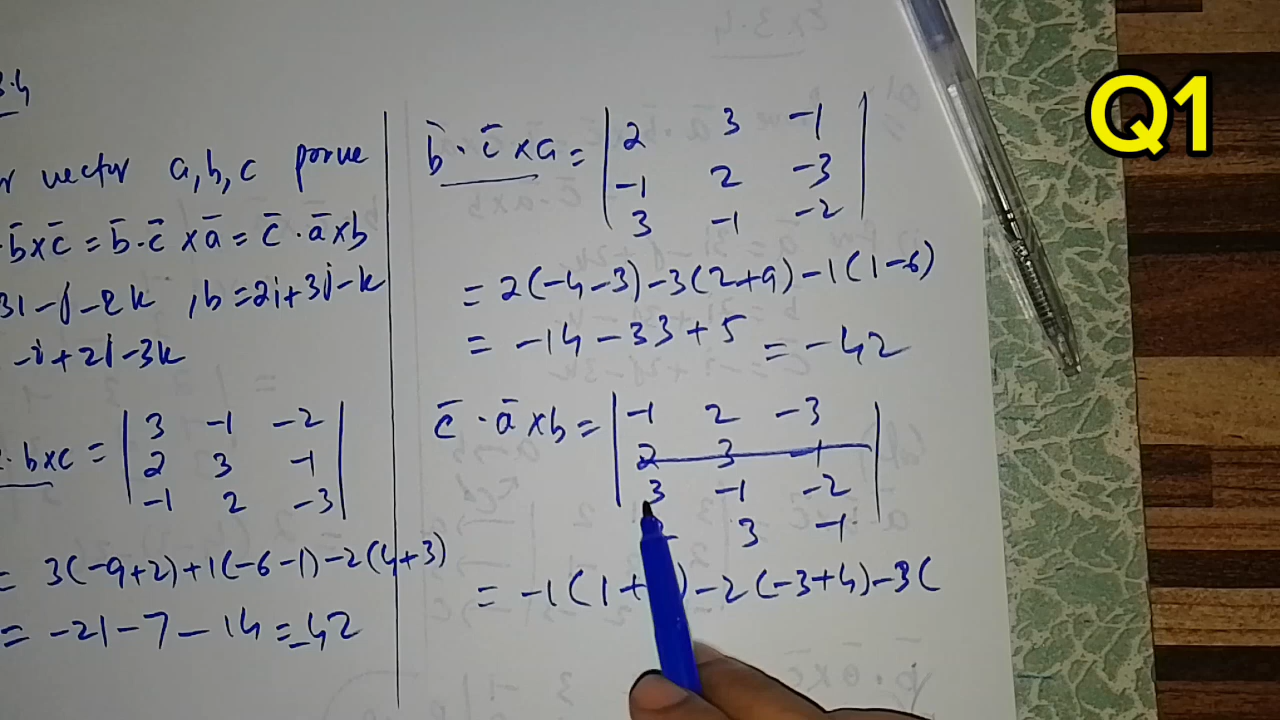 3.4
vector a, b, c porve
b̄×c̄ = b̄·c̄×ā = c̄·ā×b
3i-j-2k, b=2i+3j-k
-i+2j-3k
·b×c = | 3 -1 -2 |
| 2 3 -1 |
| -1 2 -3 |
= 3(-9+2)+1(-6-1)-2(4+3)
= -21-7-14=-42
b̄·c̄×a = | 2 3 -1 |
| -1 2 -3 |
| 3 -1 -2 |
= 2(-4-3)-3(2+9)-1(1-6)
= -14-33+5 = -42
c̄·ā×b = | -1 2 -3 |
2 3 -1
| 3 -1 -2 |
3 -1
= -1(1+ )-2(-3+4)-3(
Q1